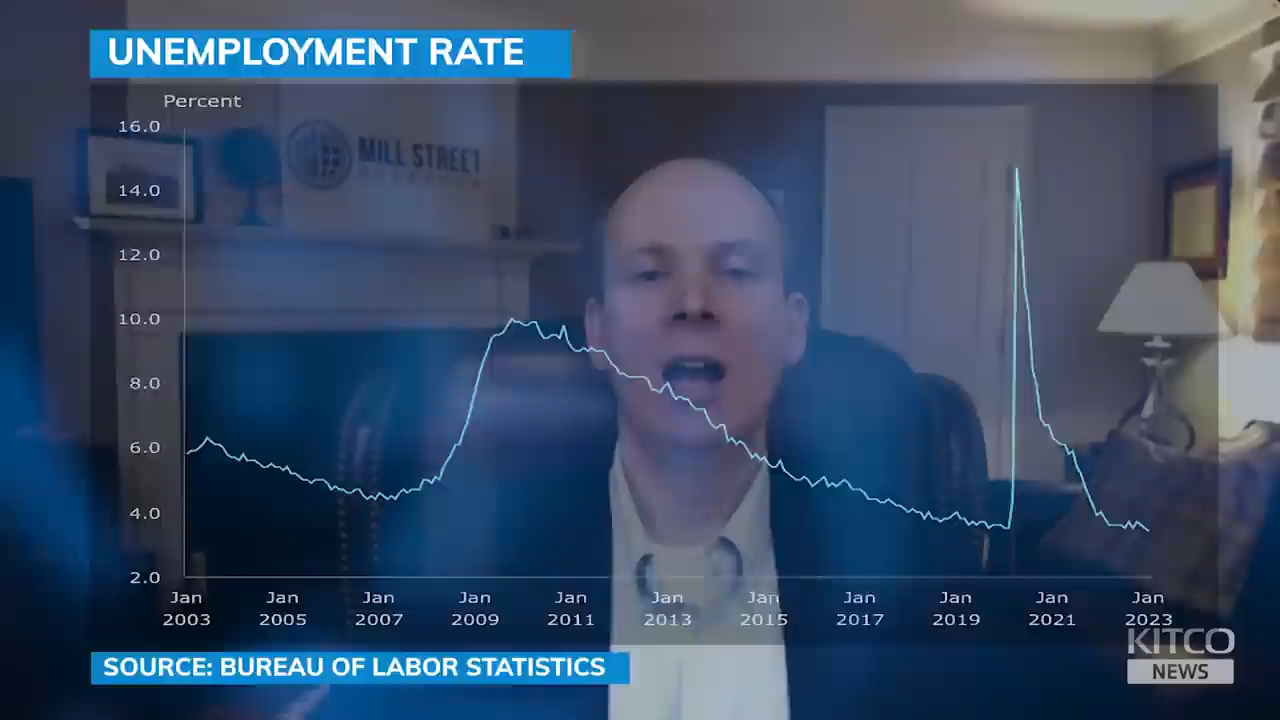 UNEMPLOYMENT RATE
Percent
16.0
14.0
12.0
10.0
8.0
6.0
4.0
2.0
MILL STREET
RESEARCH
Jan Jan Jan Jan Jan Jan Jan Jan Jan Jan Jan
2003 2005 2007 2009 2011 2013 2015 2017 2019 2021 2023
KITCO
NEWS
SOURCE: BUREAU OF LABOR STATISTICS